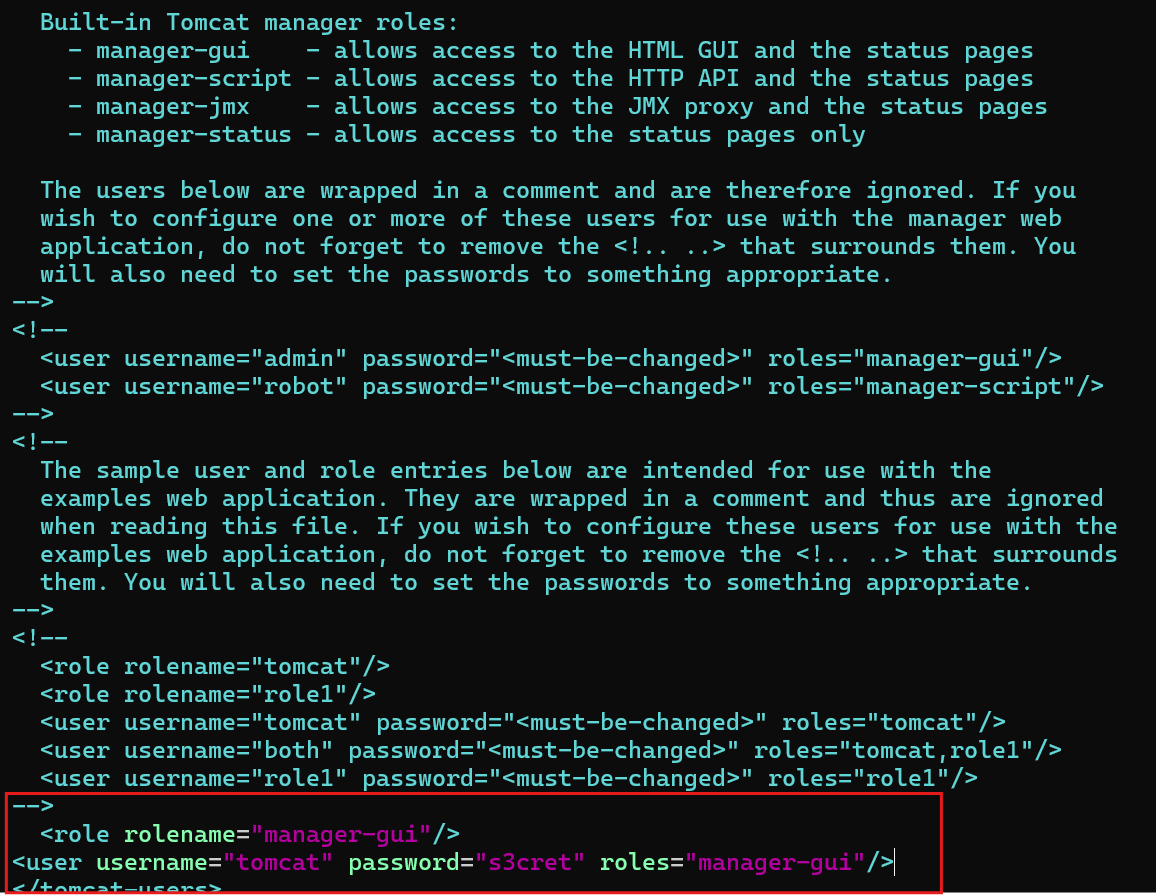 Built-in Tomcat manager roles:
- manager-gui - allows access to the HTML GUI and the status pages
- manager-script - allows access to the HTTP API and the status pages
- manager-jmx - allows access to the JMX proxy and the status pages
- manager-status - allows access to the status pages only
The users below are wrapped in a comment and are therefore ignored. If you
wish to configure one or more of these users for use with the manager web
application, do not forget to remove the <!.. ..> that surrounds them. You
will also need to set the passwords to something appropriate.
-->
<!--
<user username="admin" password="<must-be-changed>" roles="manager-gui"/>
<user username="robot" password="<must-be-changed>" roles="manager-script"/>
-->
<!--
The sample user and role entries below are intended for use with the
examples web application. They are wrapped in a comment and thus are ignored
when reading this file. If you wish to configure these users for use with the
examples web application, do not forget to remove the <!.. ..> that surrounds
them. You will also need to set the passwords to something appropriate.
-->
<!--
<role rolename="tomcat"/>
<role rolename="role1"/>
<user username="tomcat" password="<must-be-changed>" roles="tomcat"/>
<user username="both" password="<must-be-changed>" roles="tomcat,role1"/>
<user username="role1" password="<must-be-changed>" roles="role1"/>
-->
<role rolename="manager-gui"/>
<user username="tomcat" password="s3cret" roles="manager-gui"/>
</tomcat-users>